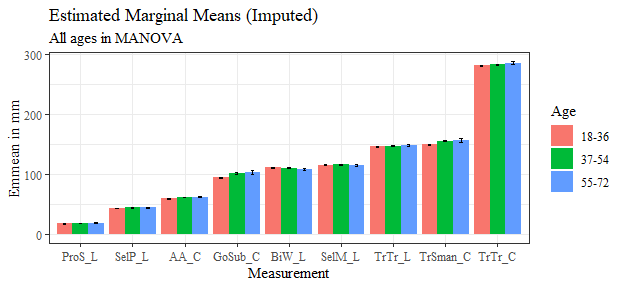 Estimated Marginal Means (Imputed)
All ages in MANOVA
Emmean in mm
300
200
100
0
ProS_L SelP_L AA_C GoSub_C BiW_L SelM_L TrTr_L TrSman_C TrTr_C
Measurement
Age
18-36
37-54
55-72